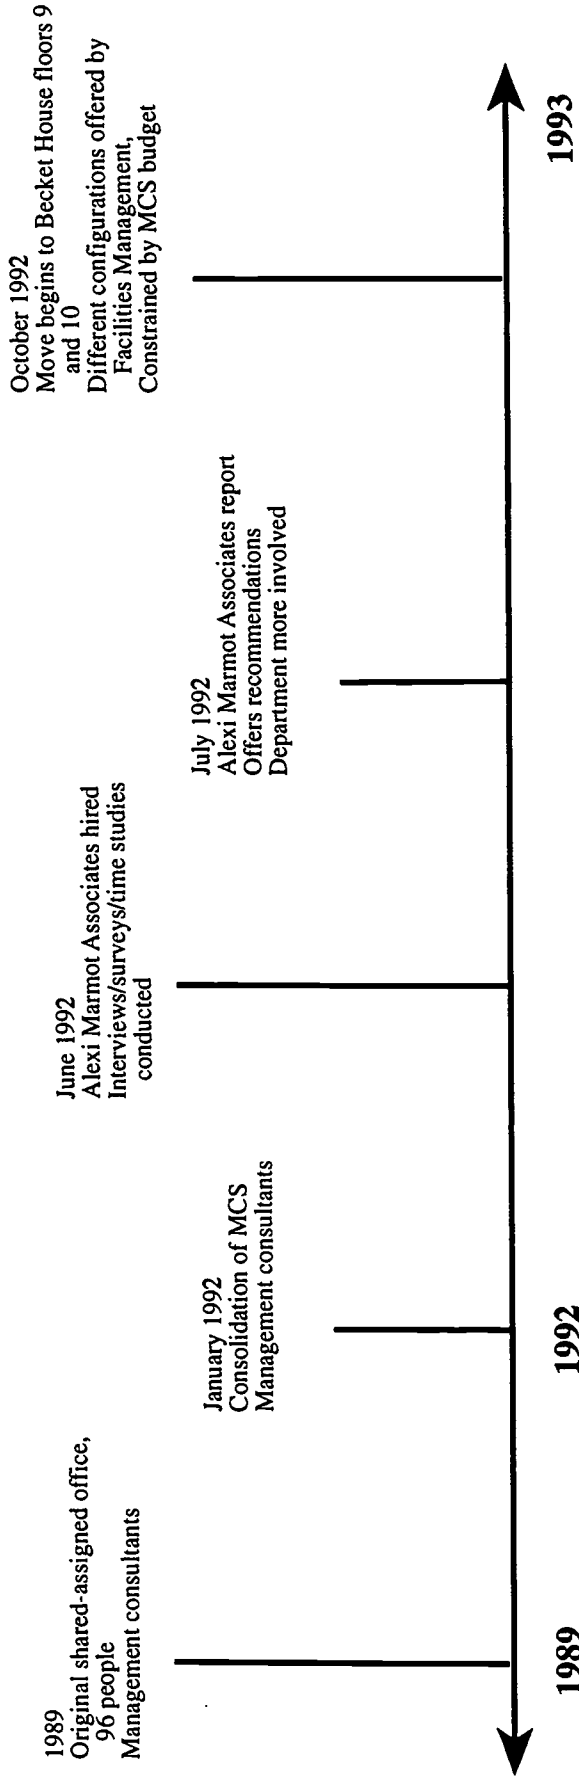 1989
Original shared-assigned office,
96 people
Management consultants
January 1992
Consolidation of MCS
Management consultants
June 1992
Alexi Marmot Associates hired
Interviews/surveys/time studies
conducted
July 1992
Alexi Marmot Associates report
Offers recommendations
Department more involved
October 1992
Move begins to Becket House floors 9
and 10
Different configurations offered by
Facilities Management,
Constrained by MCS budget
1989
1992
1993